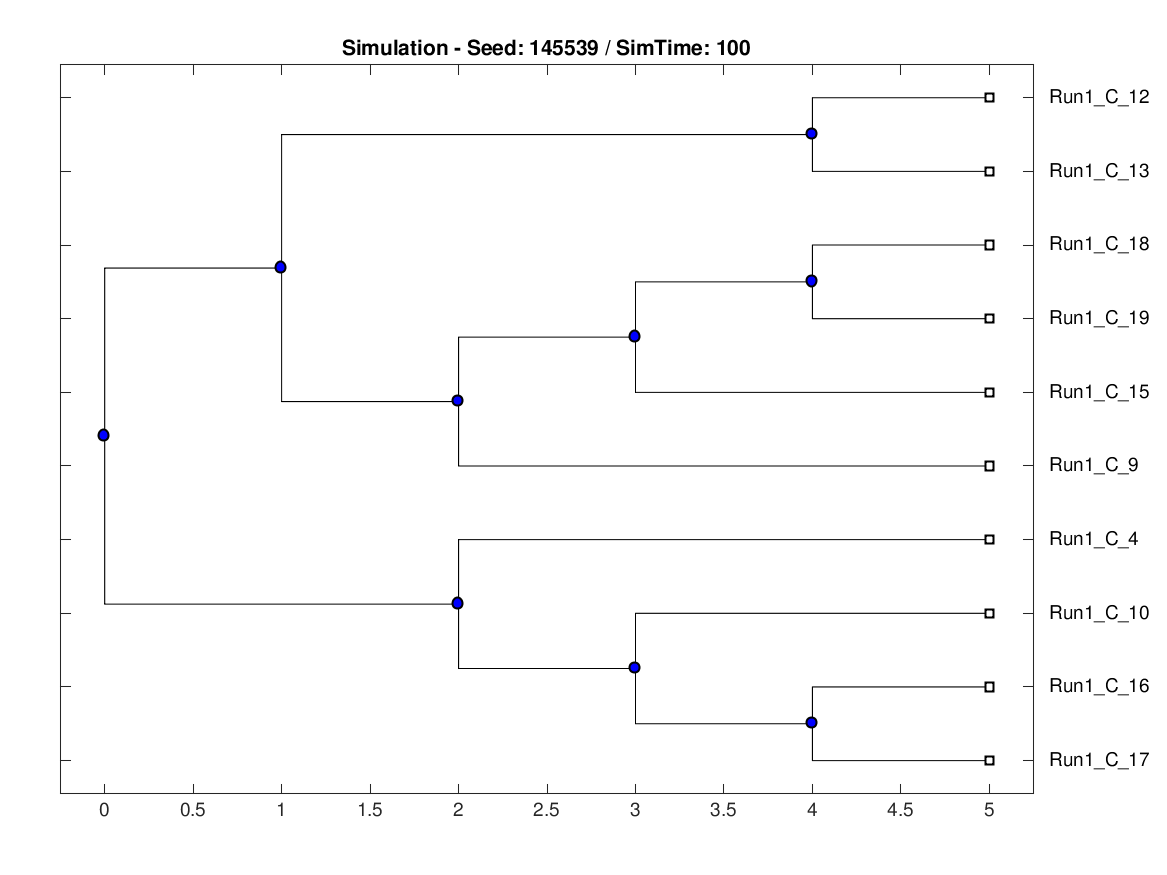 Simulation - Seed: 145539 / SimTime: 100
Run1_C_12
Run1_C_13
Run1_C_18
Run1_C_19
Run1_C_15
Run1_C_9
Run1_C_4
Run1_C_10
Run1_C_16
Run1_C_17
0 0.5 1 1.5 2 2.5 3 3.5 4 4.5 5